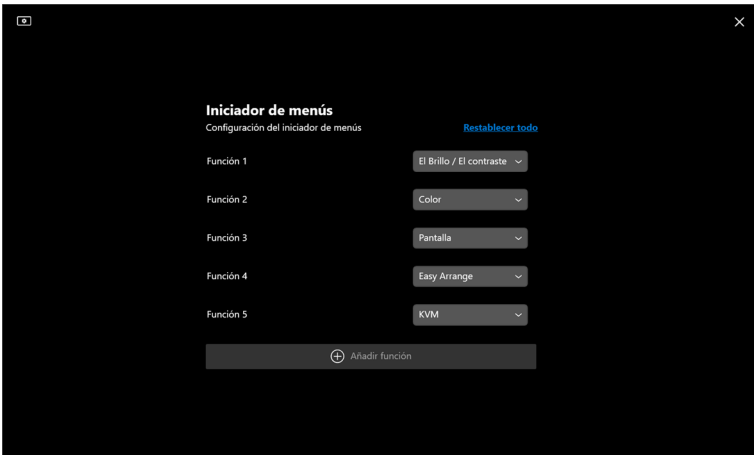 Iniciador de menús
Configuración del iniciador de menús Restablecer todo
Función 1 El Brillo / El contraste
Función 2 Color
Función 3 Pantalla
Función 4 Easy Arrange
Función 5 KVM
Añadir función